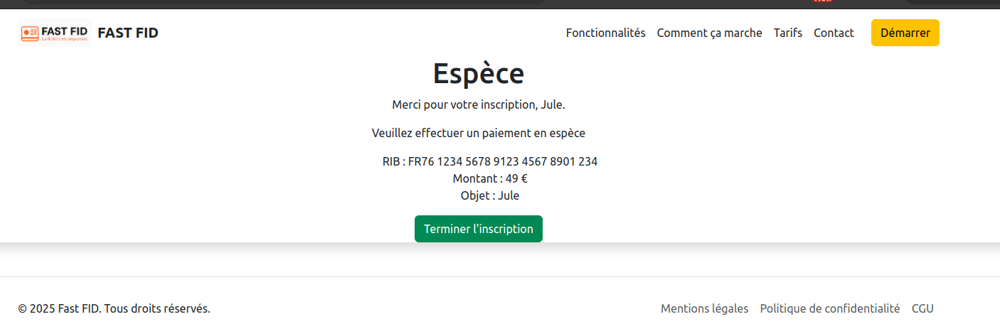 FAST FID
La fidélité récompensée
FAST FID
Fonctionnalités
Comment ça marche
Tarifs
Contact
Démarrer
Espèce
Merci pour votre inscription, Jule.
Veuillez effectuer un paiement en espèce
RIB : FR76 1234 5678 9123 4567 8901 234
Montant : 49 €
Objet : Jule
Terminer l'inscription
© 2025 Fast FID. Tous droits réservés.
Mentions légales
Politique de confidentialité
CGU